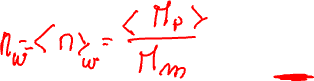 n_w = <n>_w = <M_p> / M_m